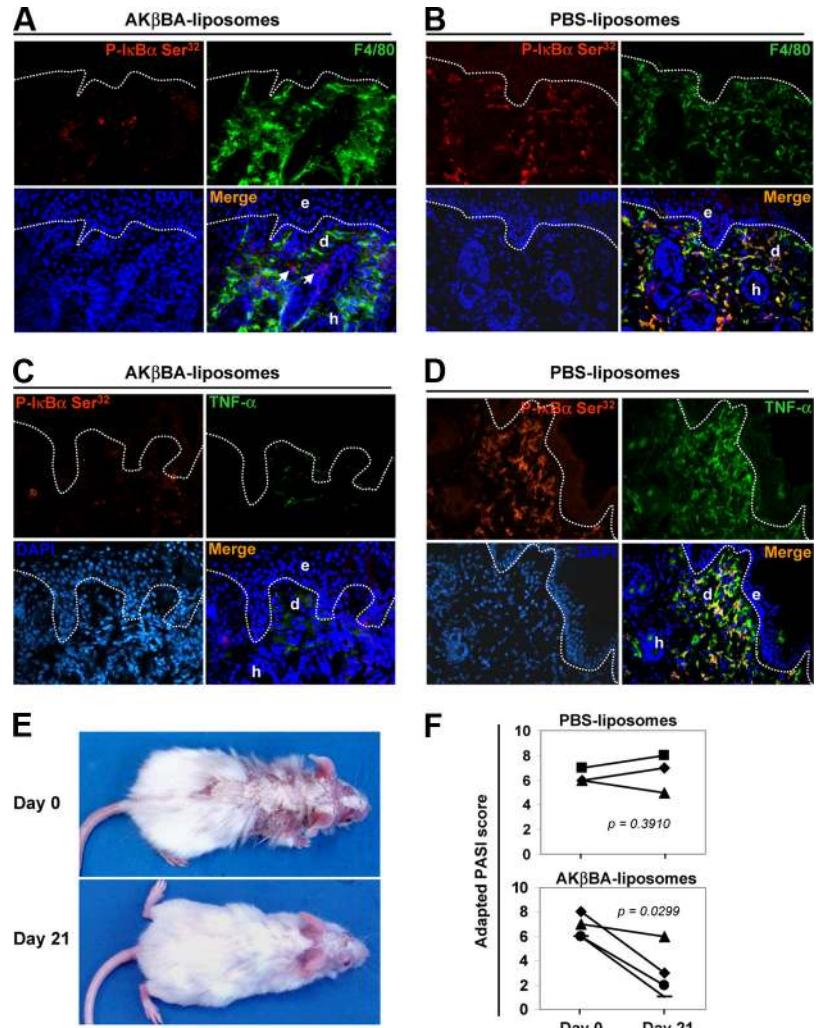 A AKβBA-liposomes
P-IκBα Ser32 F4/80
DAPI Merge
e
d
h
B PBS-liposomes
P-IκBα Ser32 F4/80
DAPI Merge
e
d
h
C AKβBA-liposomes
P-IκBα Ser32 TNF-α
DAPI Merge
e
d
h
D PBS-liposomes
P-IκBα Ser32 TNF-α
DAPI Merge
d e
h
E
Day 0
Day 21
F
PBS-liposomes
10
8
6
4
2
0
p = 0.3910
Adapted PASI score
AKβBA-liposomes
10
8
6
4
2
0
p = 0.0299
Day 0 Day 21